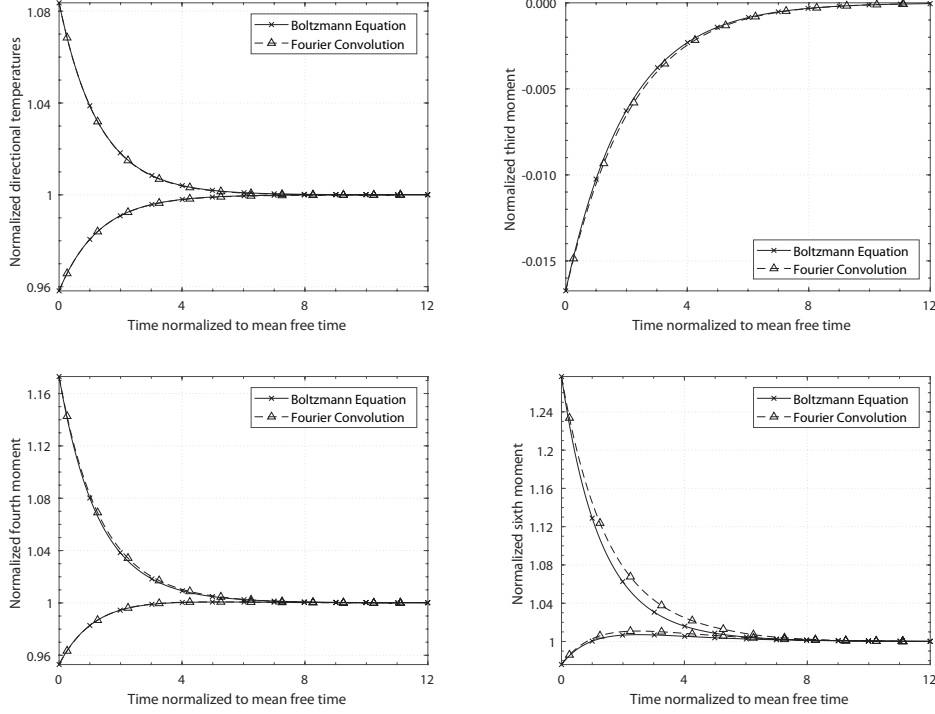 1.08
1.04
1
0.96
Normalized directional temperatures
Boltzmann Equation
Fourier Convolution
0
4
8
12
Time normalized to mean free time
0.000
-0.005
-0.010
-0.015
Normalized third moment
Boltzmann Equation
Fourier Convolution
0
4
8
12
Time normalized to mean free time
1.16
1.12
1.08
1.04
1
0.96
Normalized fourth moment
Boltzmann Equation
Fourier Convolution
0
4
8
12
Time normalized to mean free time
1.24
1.2
1.16
1.12
1.08
1.04
1
Normalized sixth moment
Boltzmann Equation
Fourier Convolution
0
4
8
12
Time normalized to mean free time